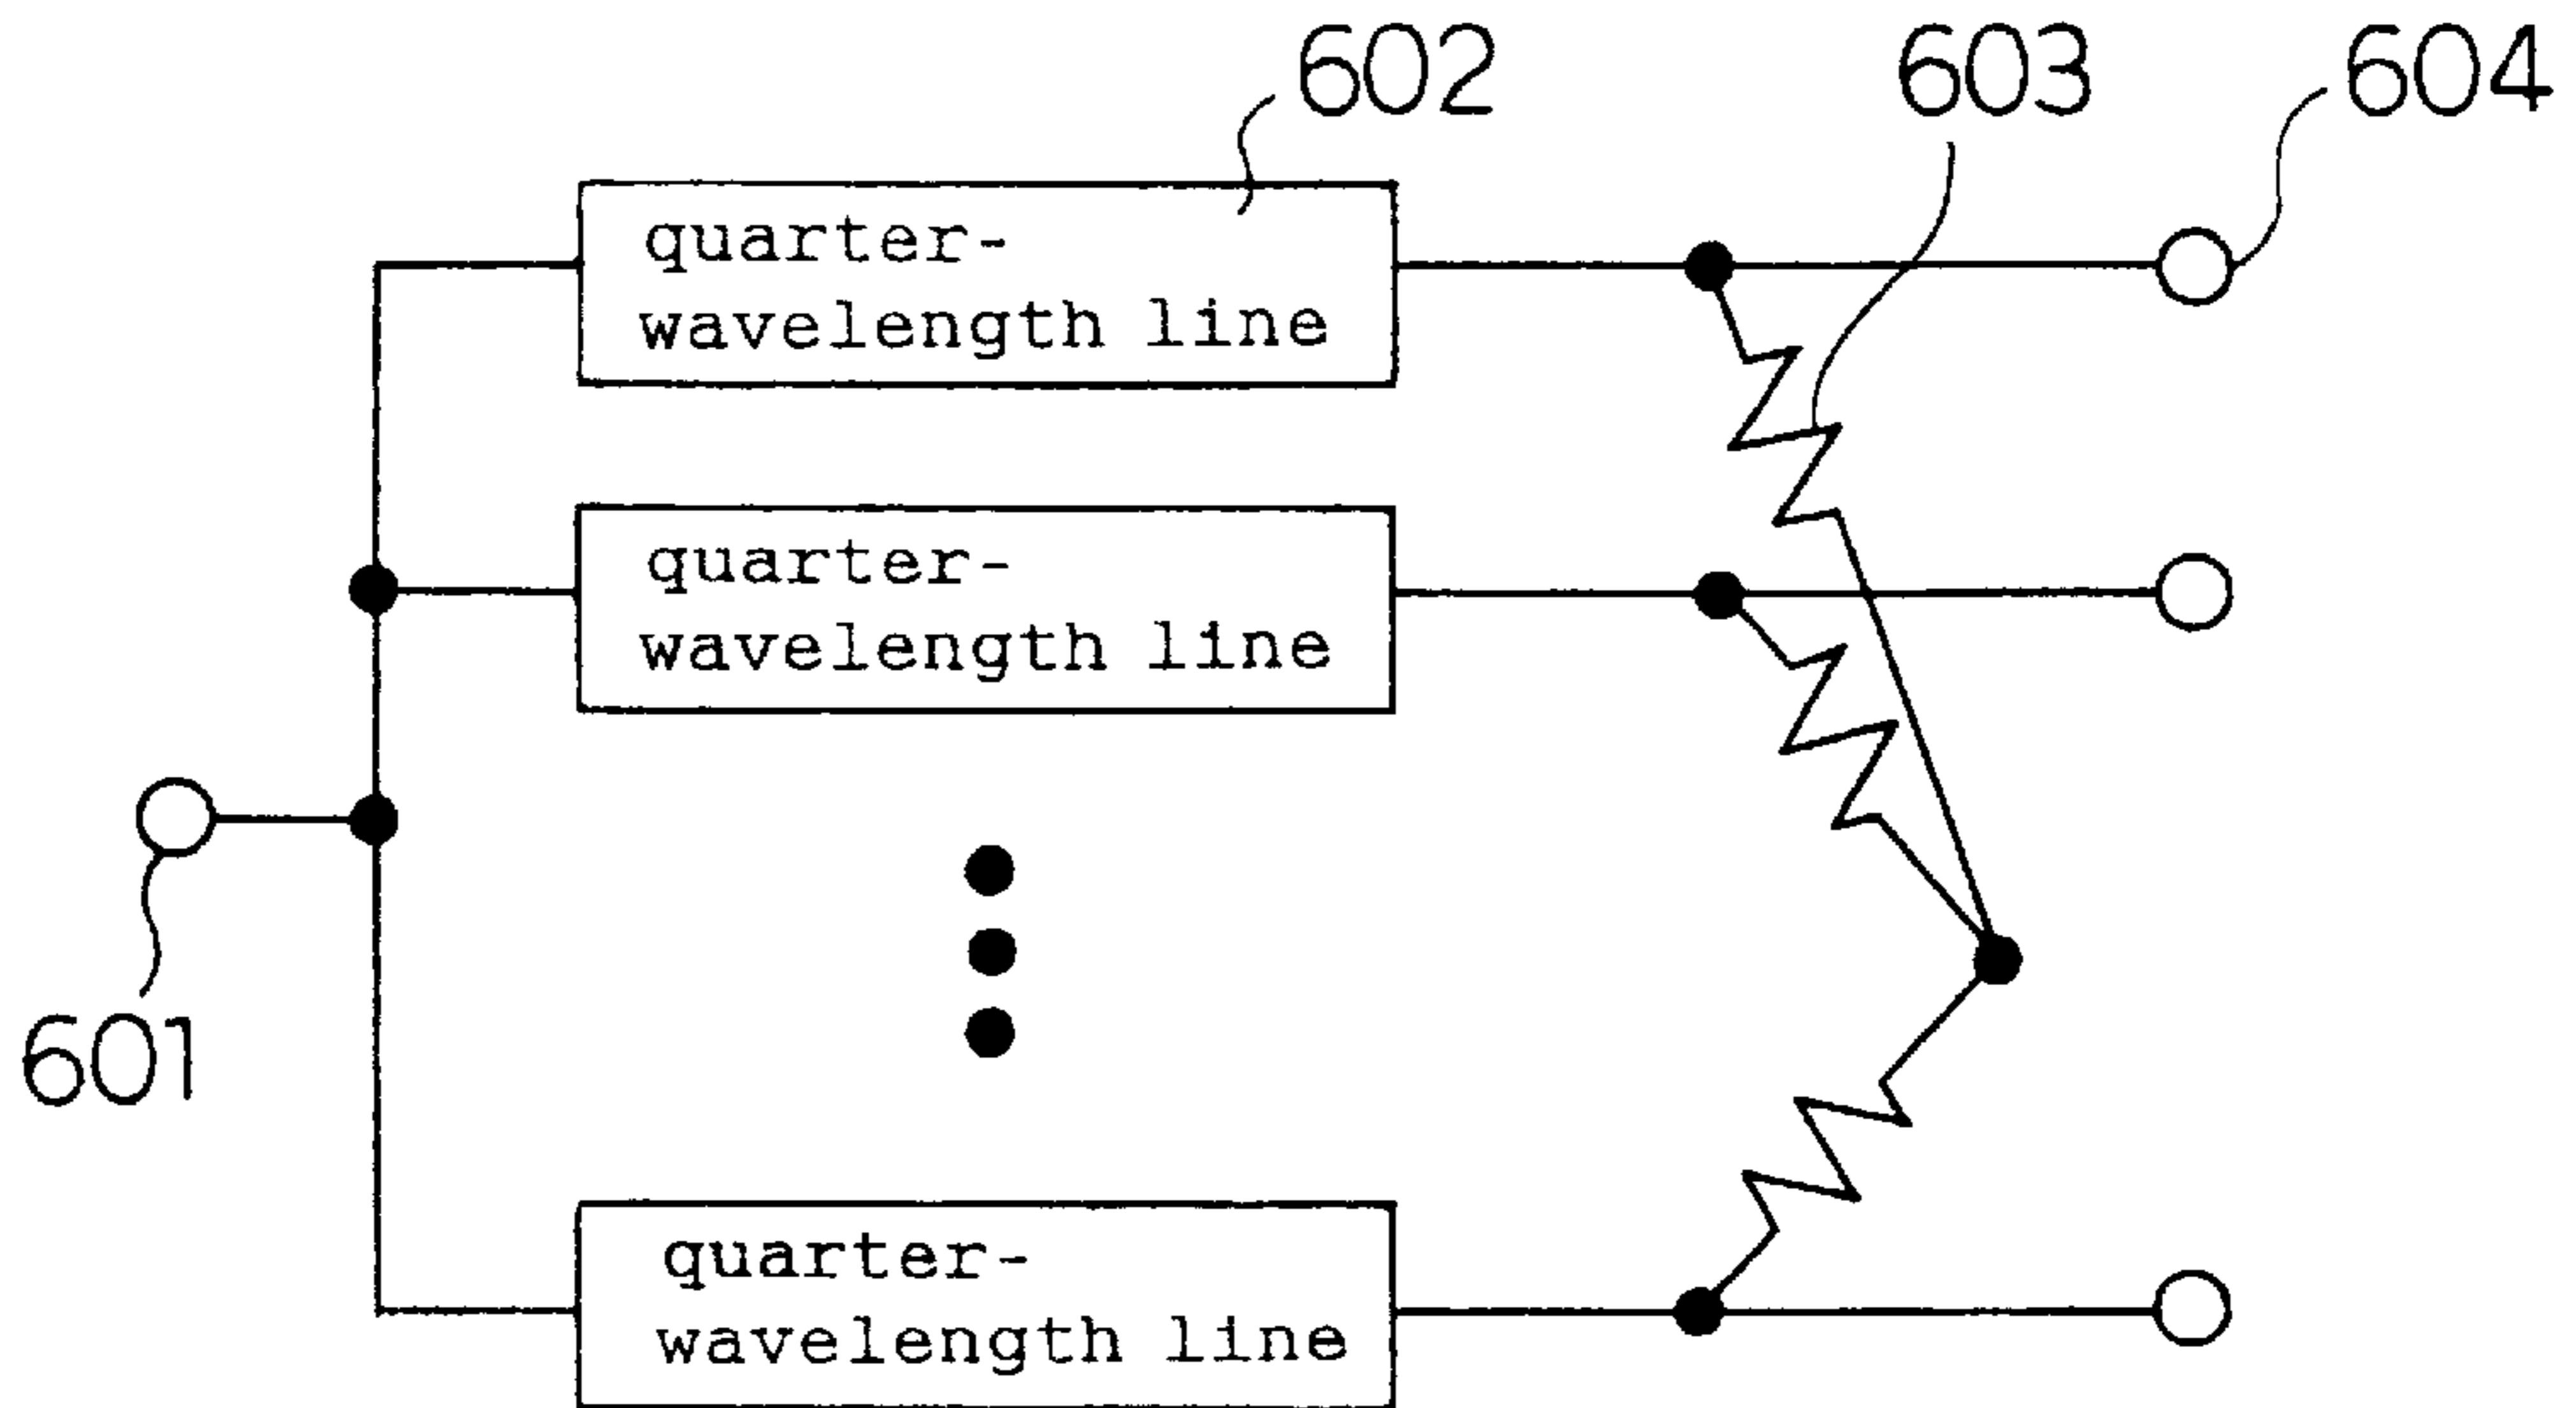 602
603
604
quarter-
wavelength line
quarter-
wavelength line
601
quarter-
wavelength line